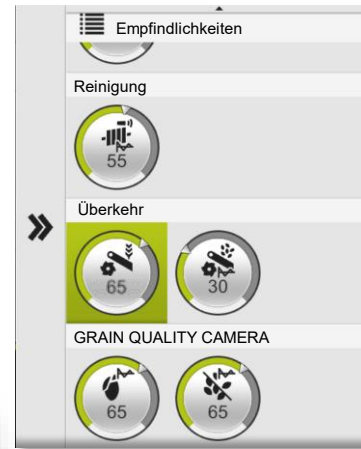 Empfindlichkeiten
Reinigung
55
Überkehr
65 30
GRAIN QUALITY CAMERA
65 65